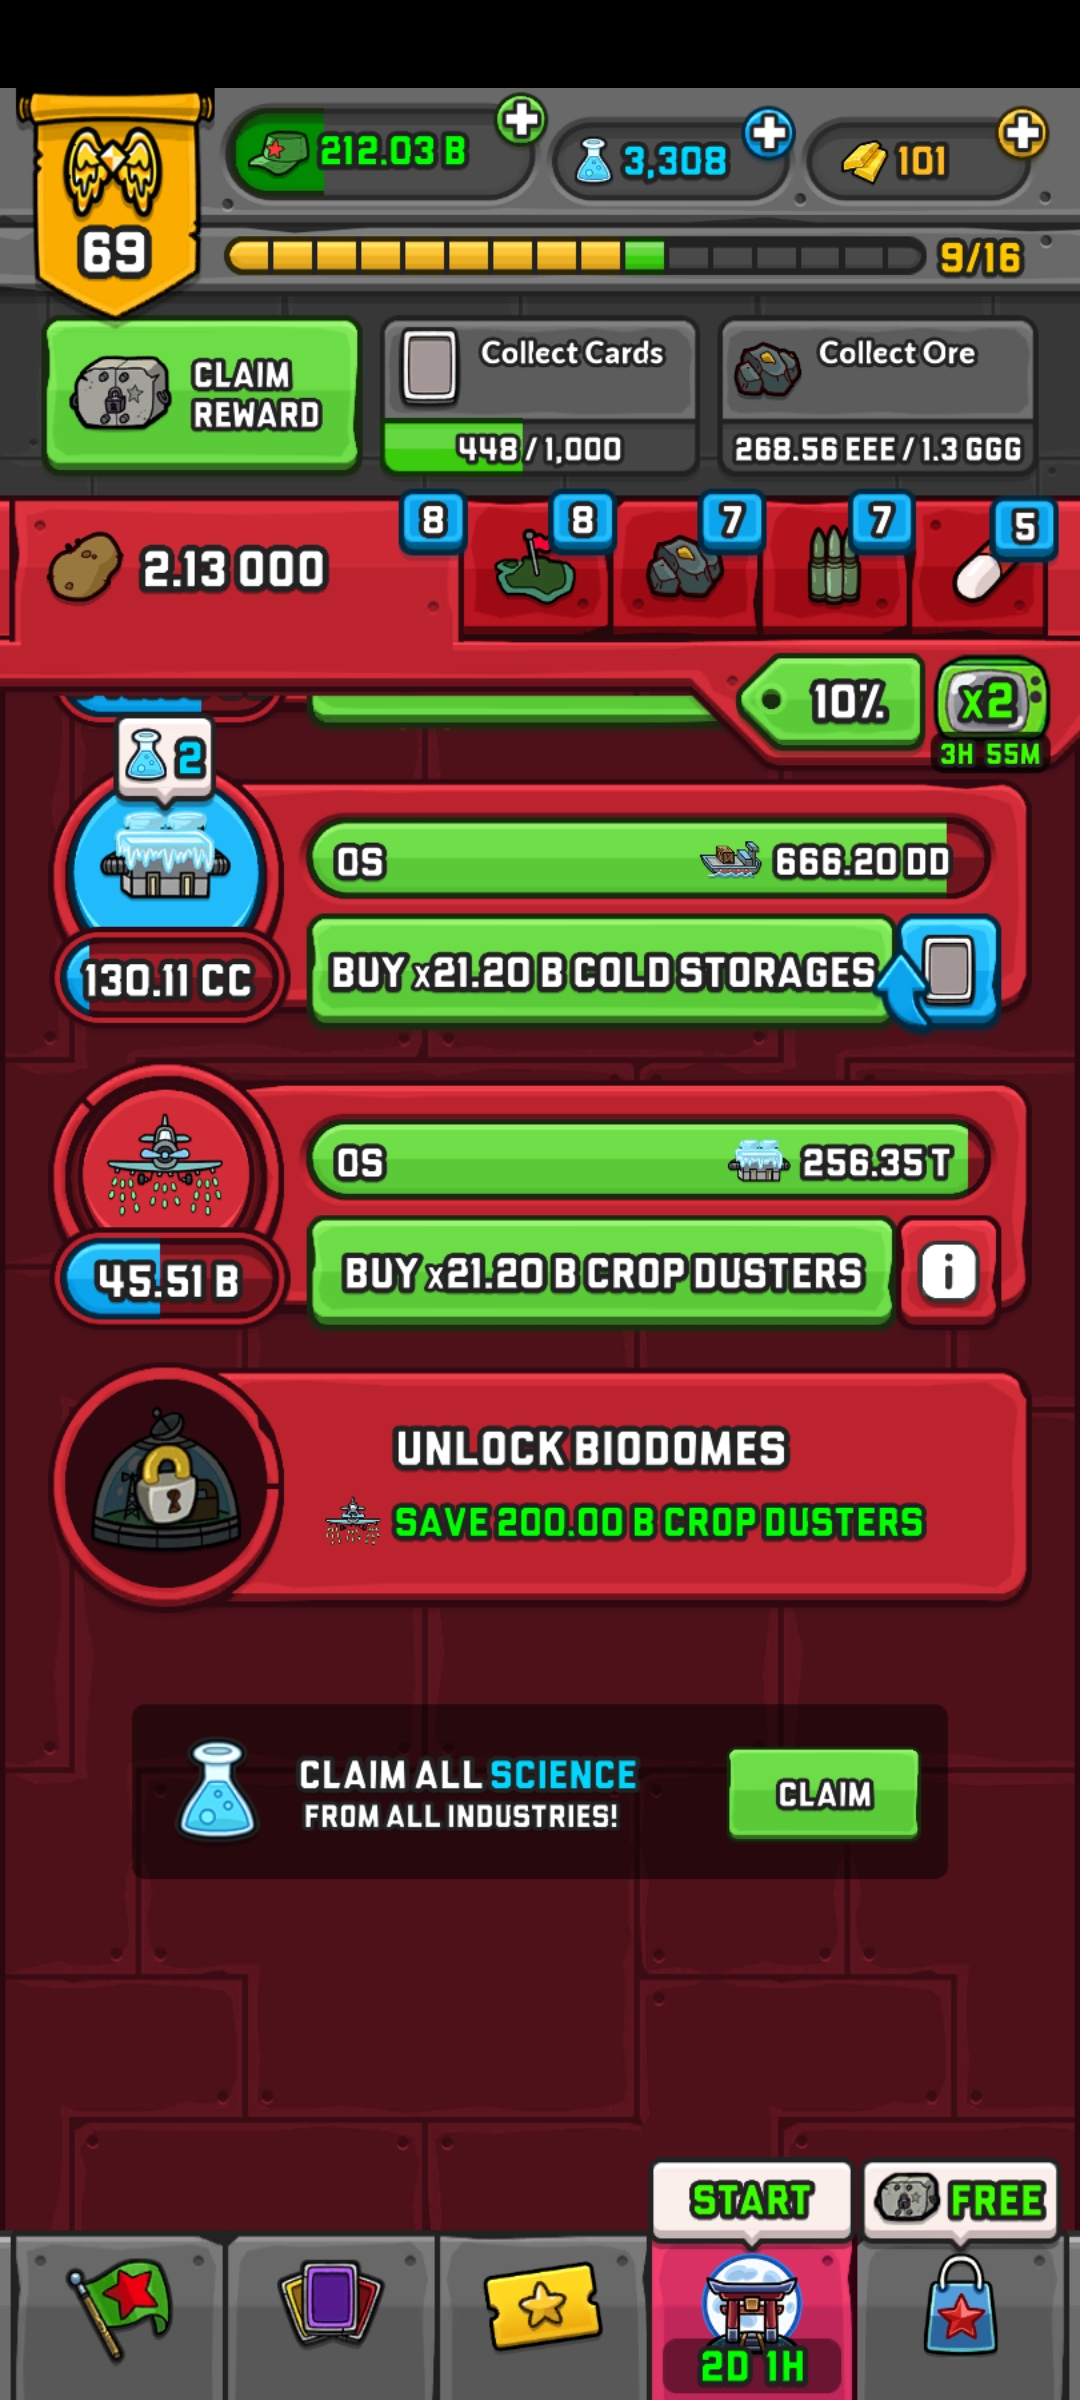 69
212.03 B
3,308
101
9/16
CLAIM
REWARD
Collect Cards
448/1,000
Collect Ore
268.56 EEE/1.3 GGG
2.13 OOO
8
8
7
7
5
10%
x2
3H 55M
2
0S
666.20 DD
130.11 CC
BUY x21.20 B COLD STORAGES
0S
256.35 T
45.51 B
BUY x21.20 B CROP DUSTERS
i
UNLOCK BIODOMES
SAVE 200.00 B CROP DUSTERS
CLAIM ALL SCIENCE
FROM ALL INDUSTRIES!
CLAIM
START
FREE
2D 1H